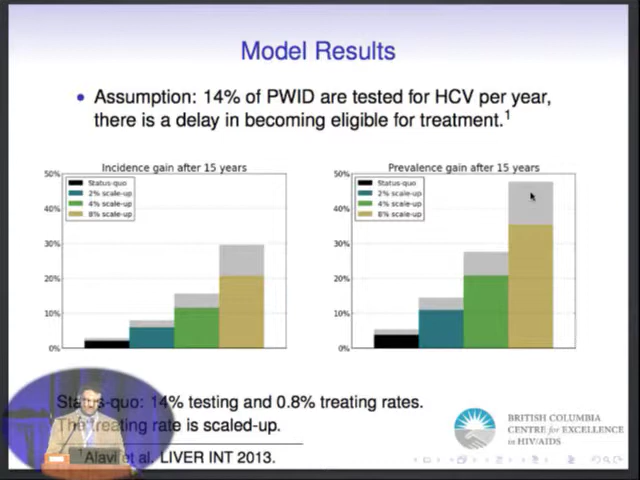 Model Results
Assumption: 14% of PWID are tested for HCV per year,
there is a delay in becoming eligible for treatment.1
Incidence gain after 15 years
50%
40%
30%
20%
10%
0%
Status-quo
2% scale-up
4% scale-up
8% scale-up
Prevalence gain after 15 years
50%
40%
30%
20%
10%
0%
Status-quo
2% scale-up
4% scale-up
8% scale-up
Status-quo: 14% testing and 0.8% treating rates.
The treating rate is scaled-up.
1Alavi et al. LIVER INT 2013.
BRITISH COLUMBIA
CENTRE for EXCELLENCE
in HIV/AIDS